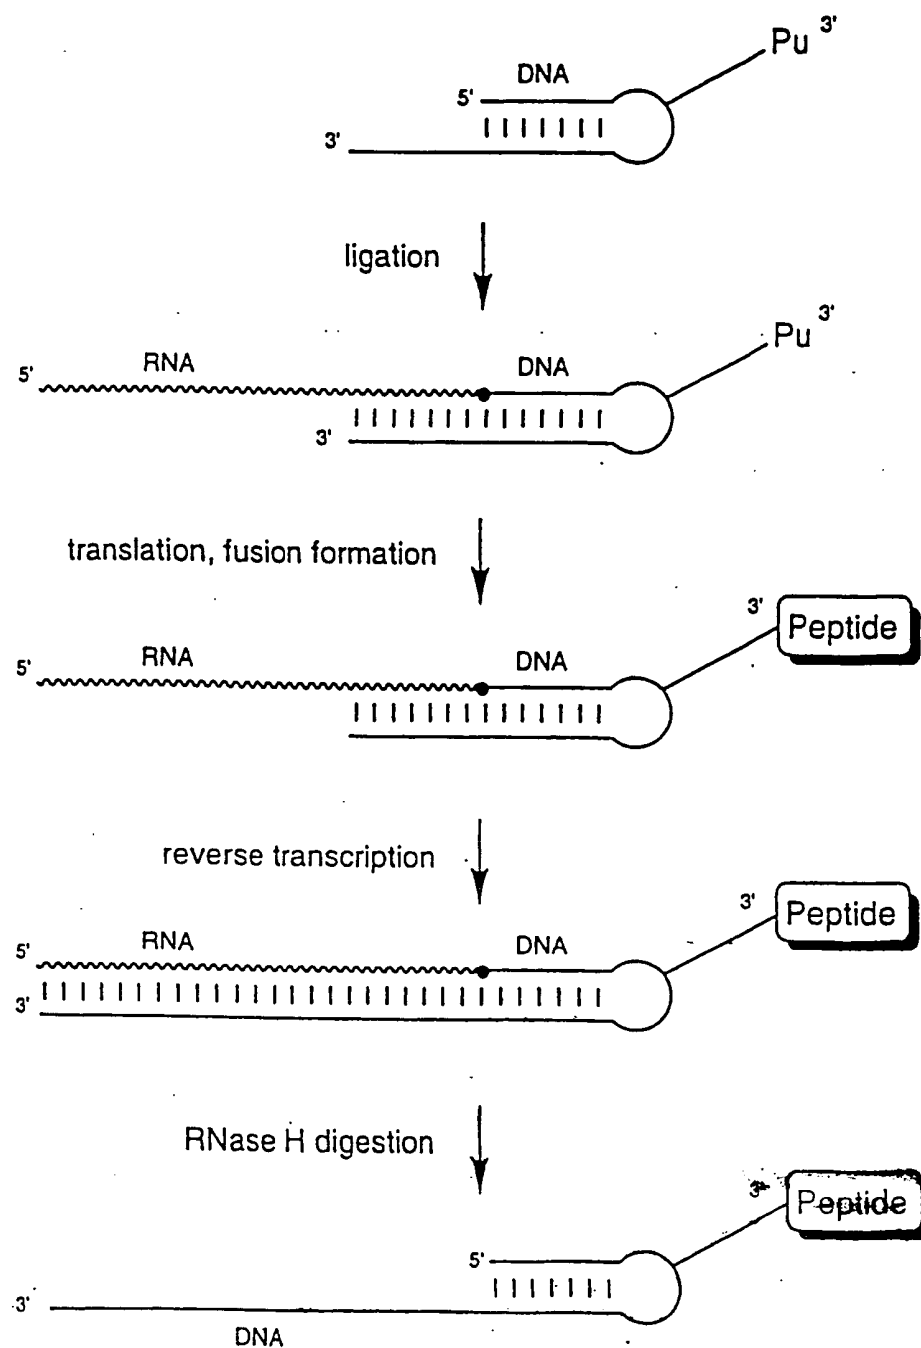 Pu 3'
DNA
5'
3'
ligation
Pu 3'
RNA
DNA
5'
3'
translation, fusion formation
3'
Peptide
RNA
DNA
5'
reverse transcription
3'
Peptide
RNA
DNA
5'
3'
RNase H digestion
3'
Peptide
5'
3'
DNA